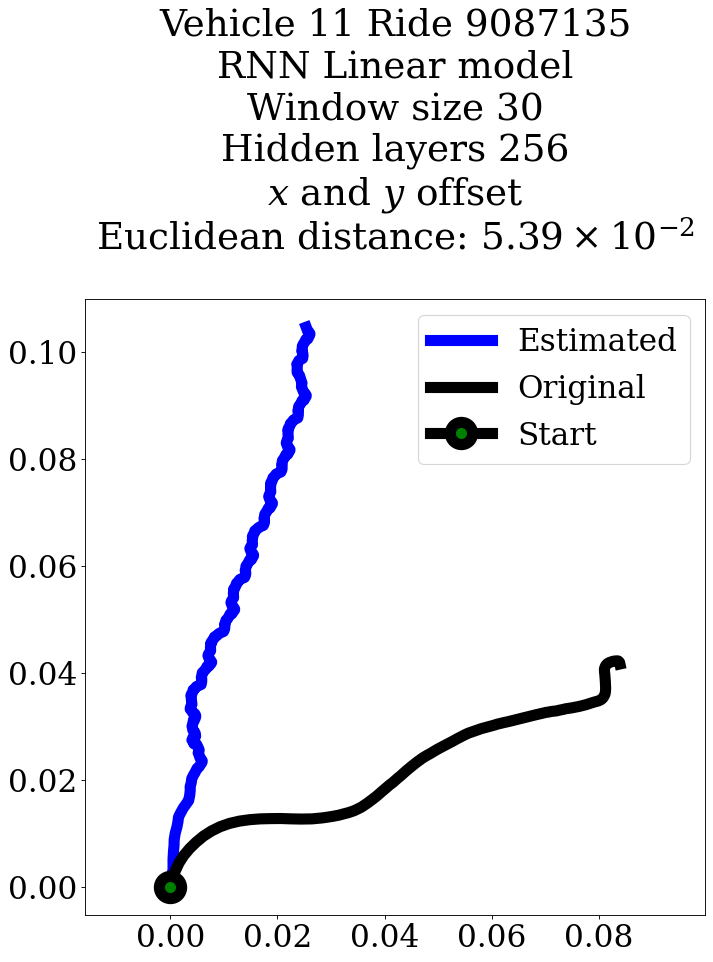 Vehicle 11 Ride 9087135
RNN Linear model
Window size 30
Hidden layers 256
x and y offset
Euclidean distance: 5.39 × 10⁻²
Estimated
Original
Start
0.10
0.08
0.06
0.04
0.02
0.00
0.00 0.02 0.04 0.06 0.08